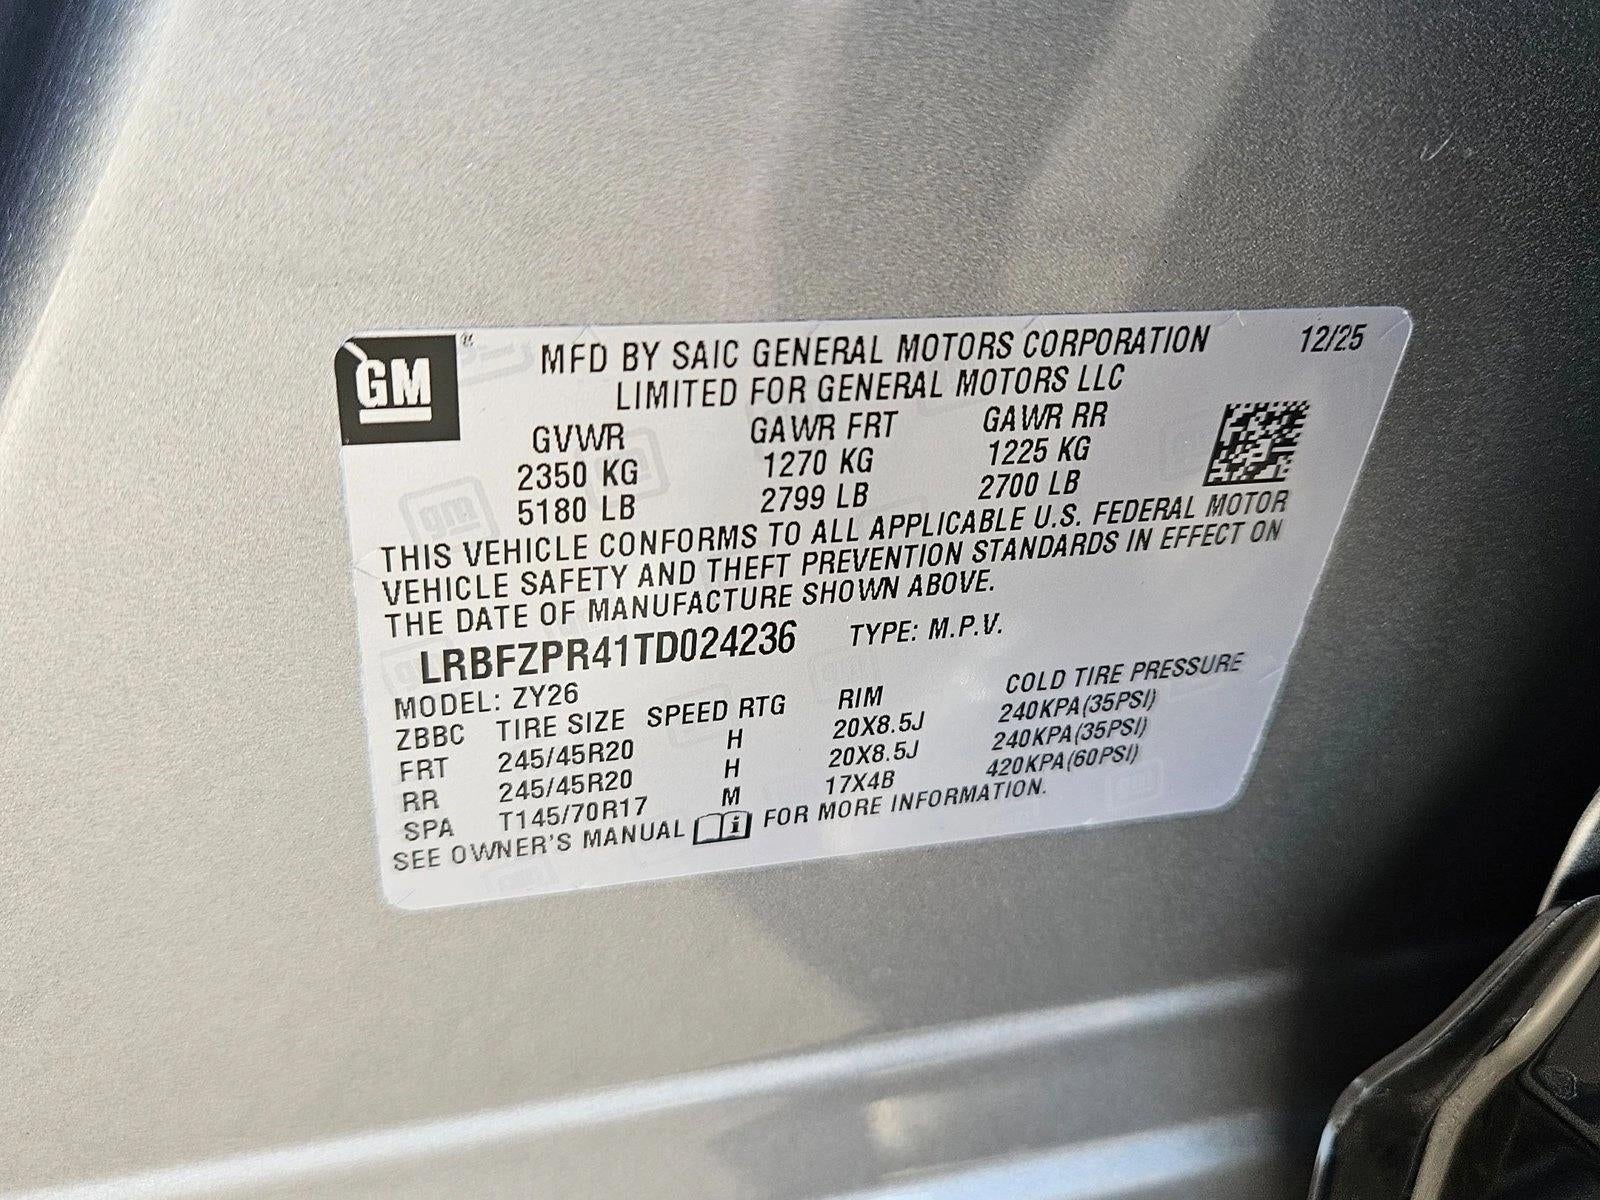 GM
MFD BY SAIC GENERAL MOTORS CORPORATION 12/25
LIMITED FOR GENERAL MOTORS LLC
GVWR GAWR FRT GAWR RR
2350 KG 1270 KG 1225 KG
5180 LB 2799 LB 2700 LB
THIS VEHICLE CONFORMS TO ALL APPLICABLE U.S. FEDERAL MOTOR
VEHICLE SAFETY AND THEFT PREVENTION STANDARDS IN EFFECT ON
THE DATE OF MANUFACTURE SHOWN ABOVE.
LRBFZPR41TD024236 TYPE: M.P.V.
MODEL: ZY26
ZBBC TIRE SIZE SPEED RTG RIM COLD TIRE PRESSURE
FRT 245/45R20 H 20X8.5J 240KPA(35PSI)
RR 245/45R20 H 20X8.5J 240KPA(35PSI)
SPA T145/70R17 M 17X4B 420KPA(60PSI)
SEE OWNER'S MANUAL i FOR MORE INFORMATION.